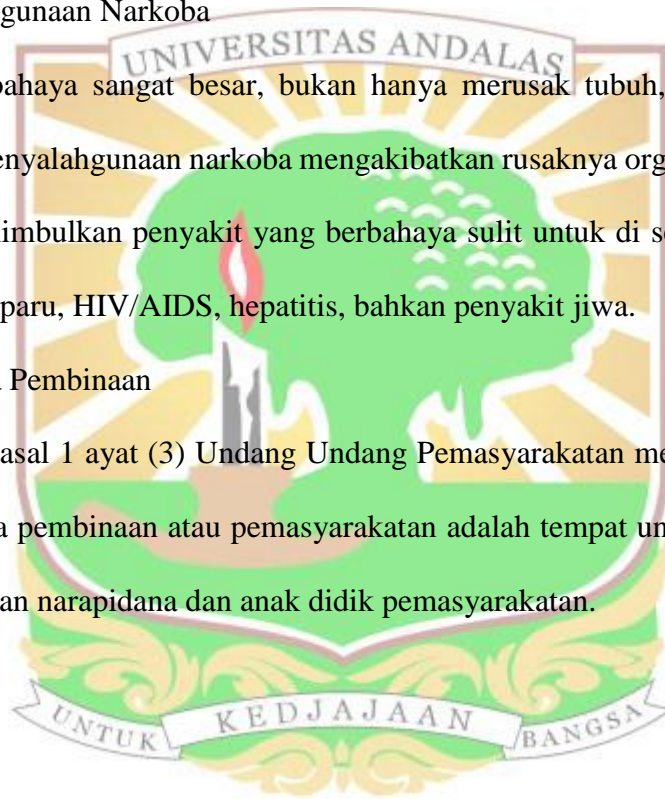 gunaan Narkoba
UNIVERSITAS ANDALAS
bahaya sangat besar, bukan hanya merusak tubuh,
enyalahgunaan narkoba mengakibatkan rusaknya org
imbulkan penyakit yang berbahaya sulit untuk di s
paru, HIV/AIDS, hepatitis, bahkan penyakit jiwa.
Pembinaan
asal 1 ayat (3) Undang Undang Pemasyarakatan me
a pembinaan atau pemasyarakatan adalah tempat un
an narapidana dan anak didik pemasyarakatan.
UNTUK KEDJAJAAN BANGSA